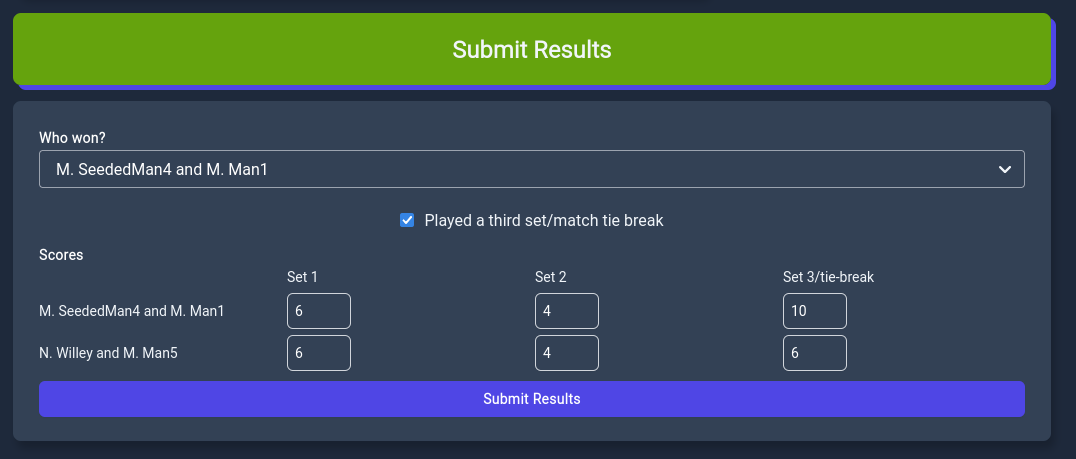 Submit Results
Who won?
M. SeededMan4 and M. Man1
Played a third set/match tie break
Scores
Set 1 Set 2 Set 3/tie-break
M. SeededMan4 and M. Man1 6 4 10
N. Willey and M. Man5 6 4 6
Submit Results